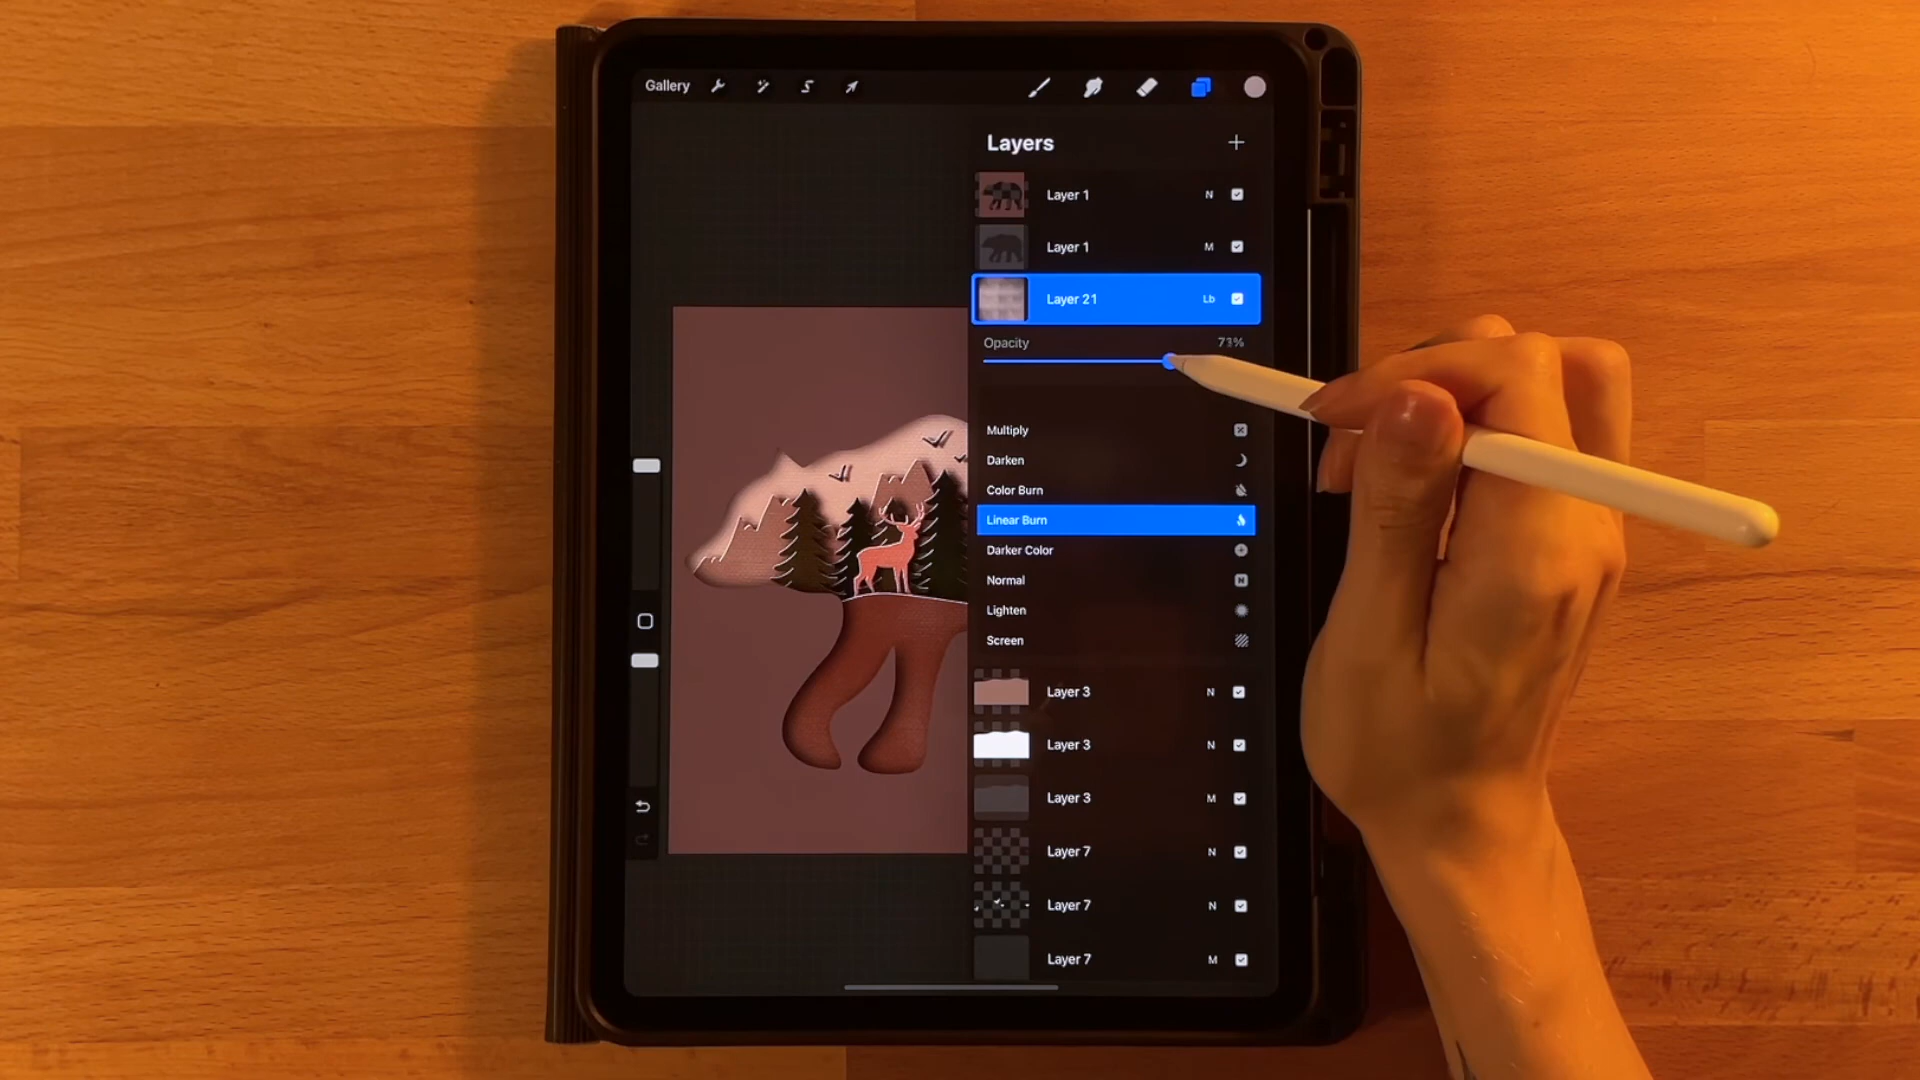 Gallery
Layers
Layer 1 N
Layer 1 M
Layer 21 Lb
Opacity 73%
Multiply
Darken
Color Burn
Linear Burn
Darker Color
Normal N
Lighten
Screen
Layer 3 N
Layer 3 N
Layer 3 M
Layer 7 N
Layer 7 N
Layer 7 M